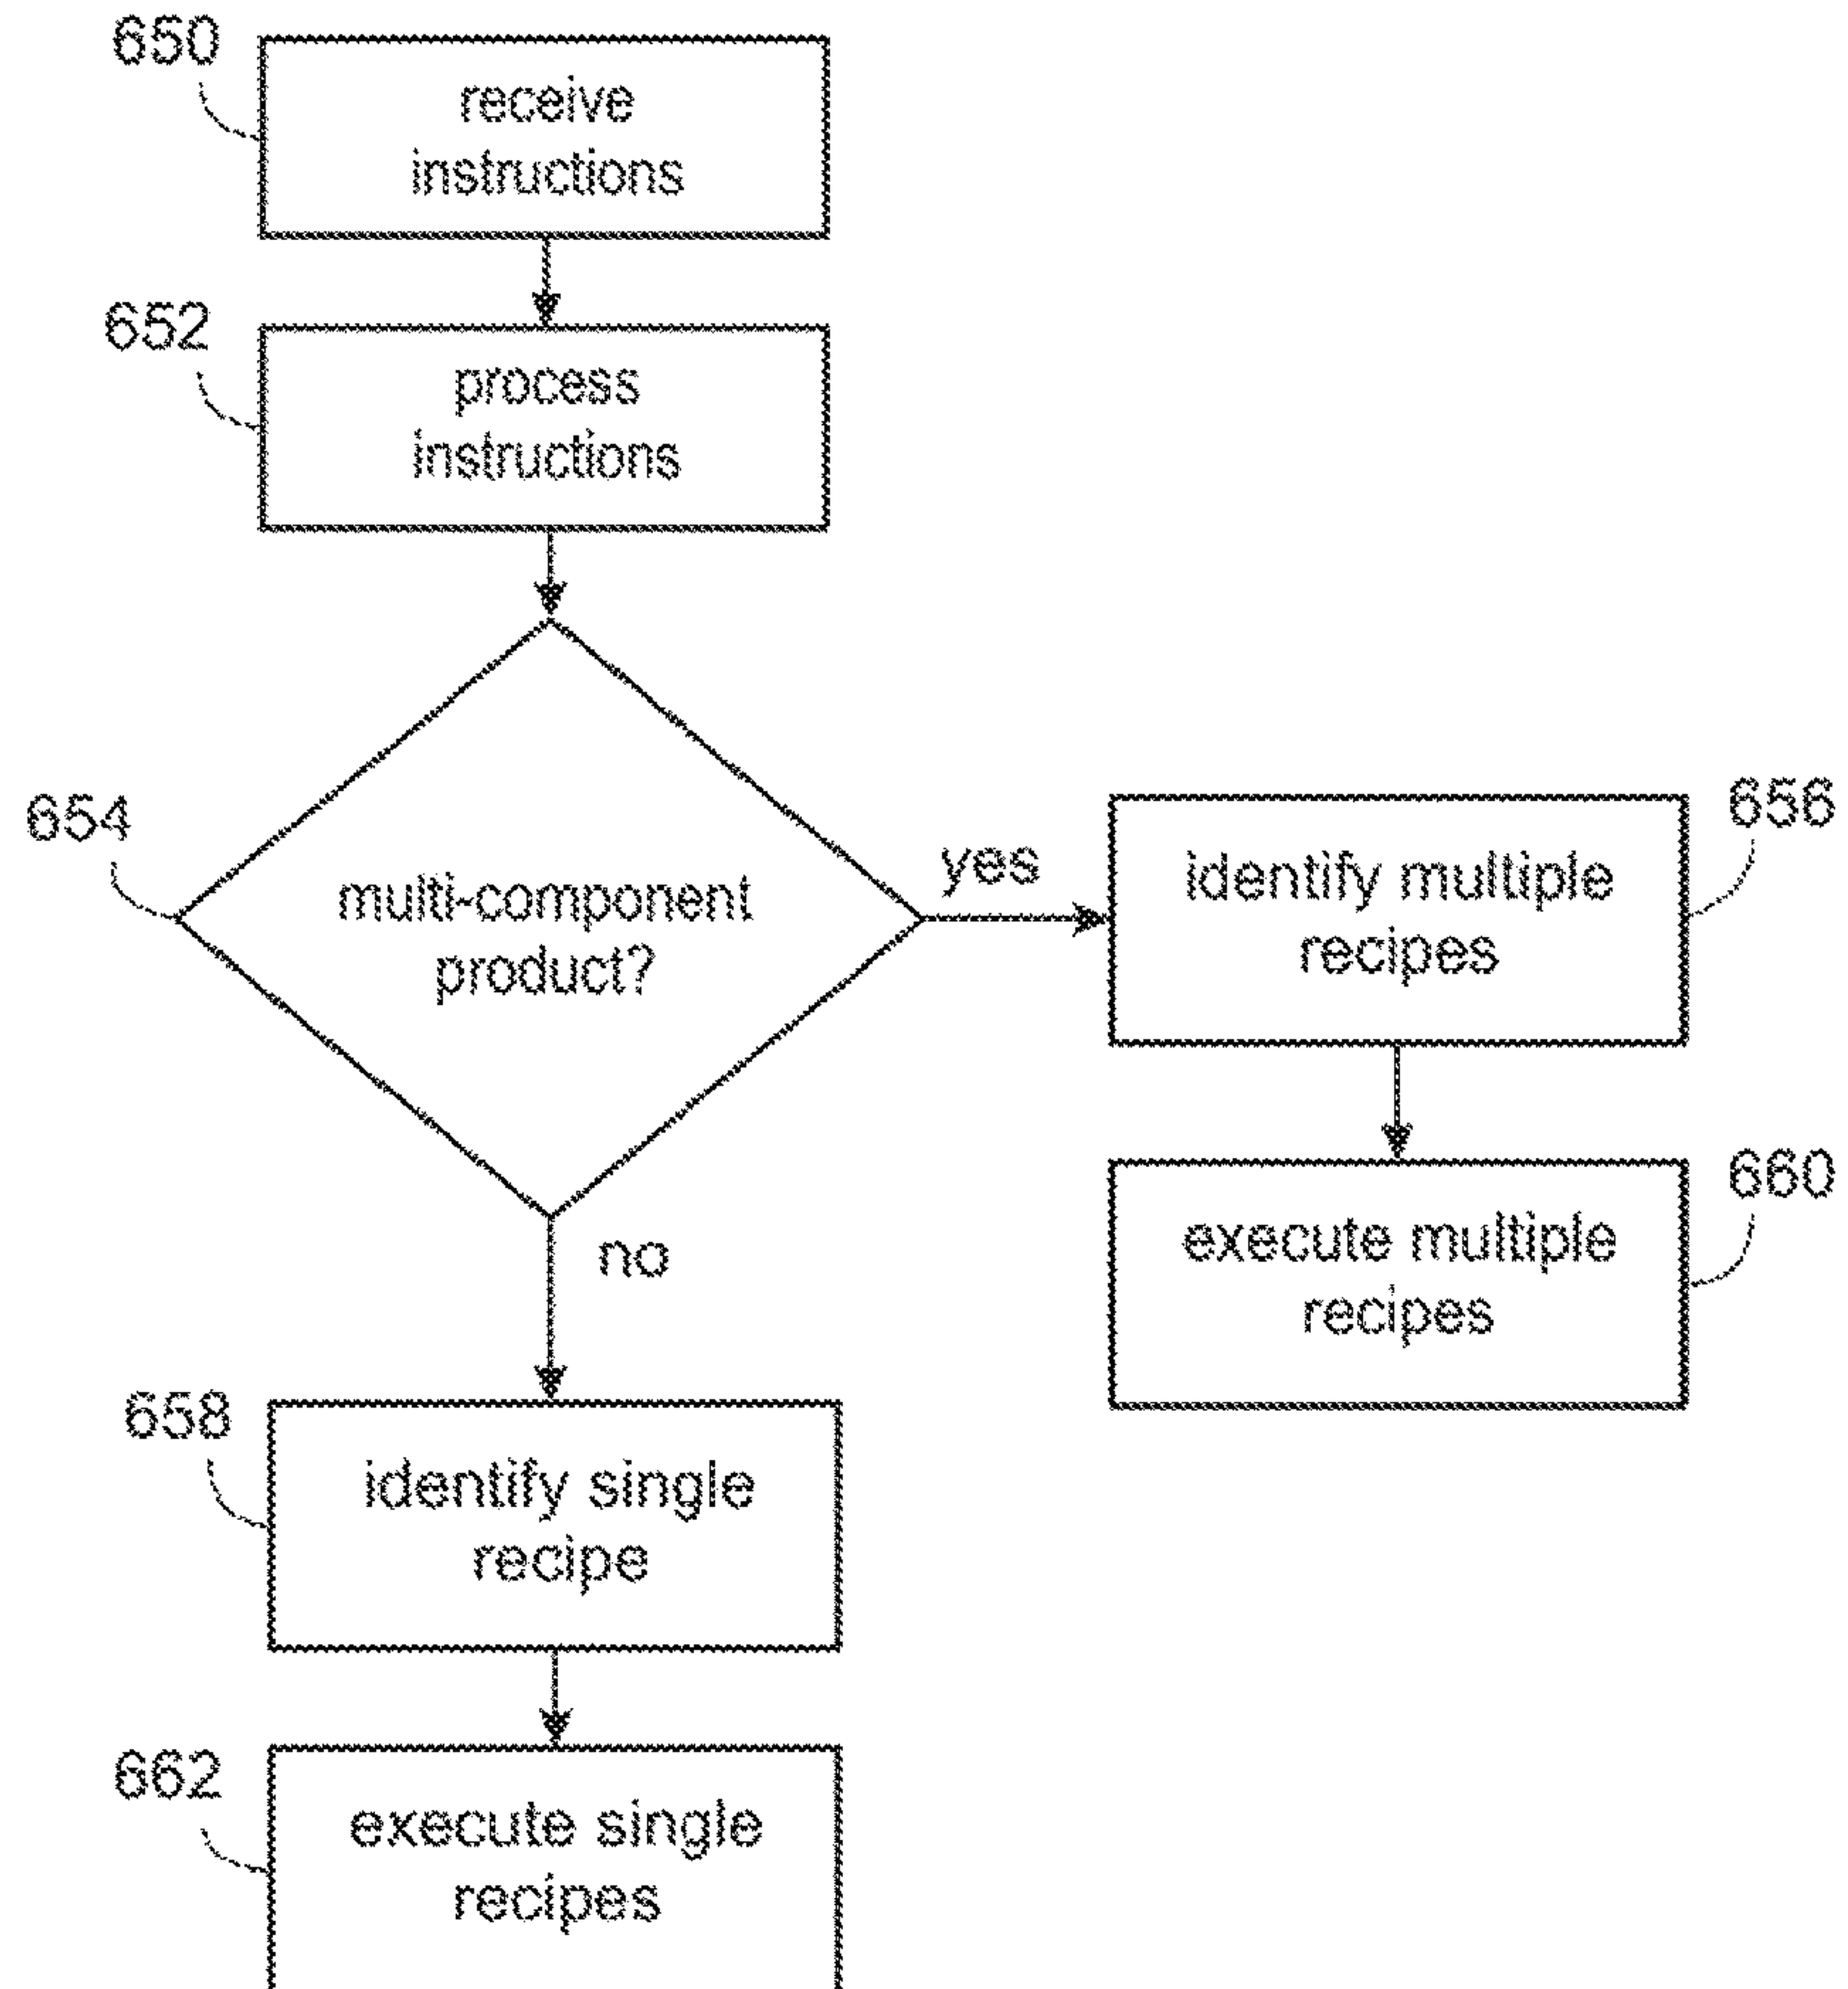 650
receive
instructions
652
process
instructions
654
multi-component
product?
yes
656
identify multiple
recipes
660
execute multiple
recipes
no
658
identify single
recipe
662
execute single
recipes